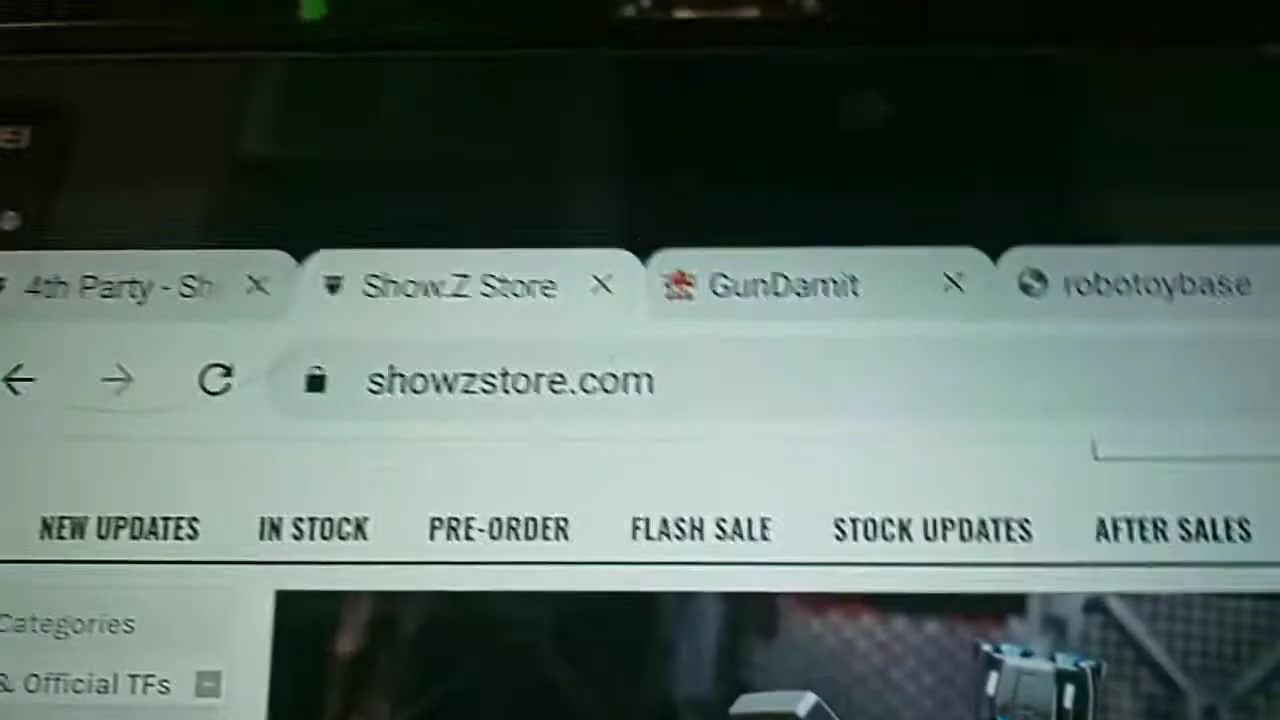 4th Party - Sh
Show.Z Store
GunDamit
robotoybase
showzstore.com
NEW UPDATES IN STOCK PRE-ORDER FLASH SALE STOCK UPDATES AFTER SALES
Categories
& Official TFs